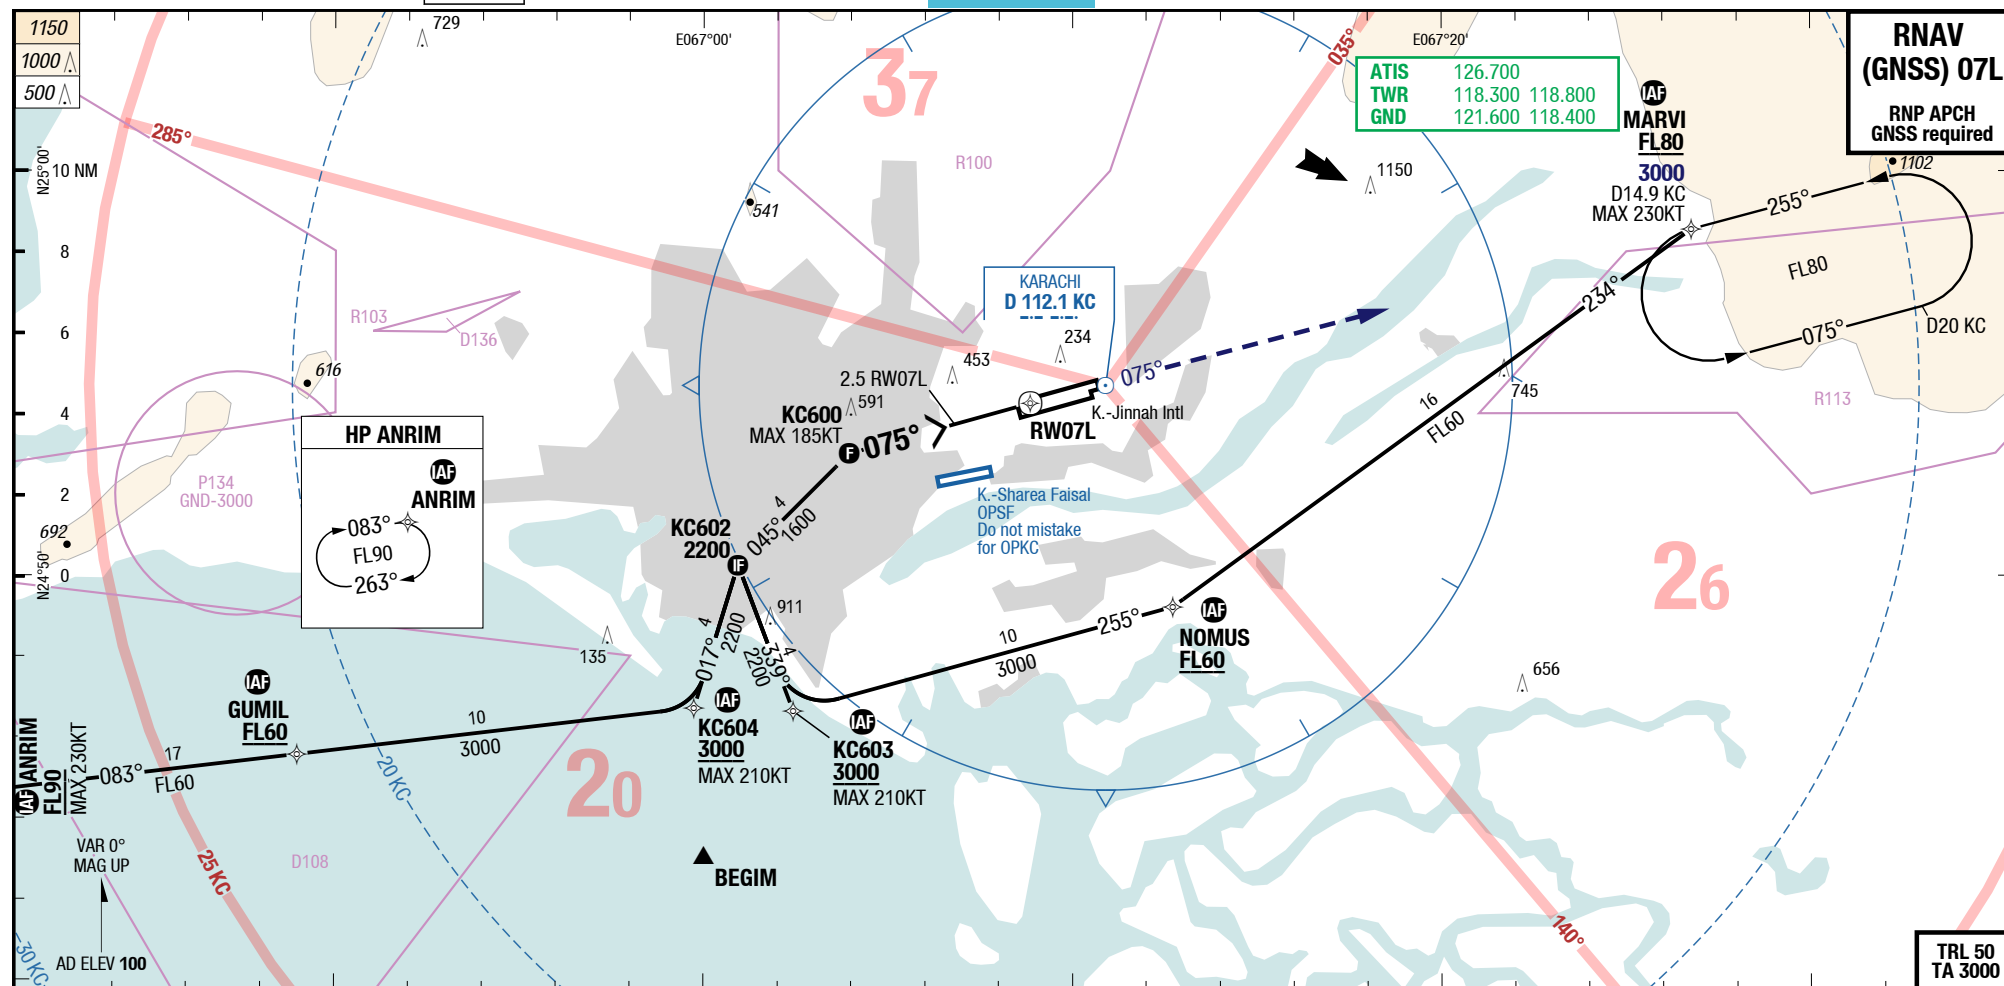 1150
1000
500
729
E067°00'
E067°20'
37
035°
ATIS 126.700
TWR 118.300 118.800
GND 121.600 118.400
RNAV
(GNSS) 07L
RNP APCH
GNSS required
IAF
MARVI
FL80
3000
D14.9 KC
MAX 230KT
1102
1150
285°
R100
N25°00'
10 NM
541
255°
FL80
075°
D20 KC
234°
8
KARACHI
D 112.1 KC
R103
D136
6
234
453
075°
616
2.5 RW07L
K.-Jinnah Intl
RW07L
745
R113
16
FL60
4
KC600
591
MAX 185KT
075°
HP ANRIM
IAF
ANRIM
083°
FL90
263°
P134
GND-3000
2
692
F
K.-Sharea Faisal
OPSF
Do not mistake
for OPKC
KC602
2200
IF
045°
4
1600
0
N24°50'
26
911
135
4
017°
2200
4
339°
2200
10
3000
255°
IAF
NOMUS
FL60
656
IAF
GUMIL
FL60
10
3000
IAF
KC604
3000
MAX 210KT
IAF
KC603
3000
MAX 210KT
IAF
ANRIM
FL90
MAX 230KT
083°
17
FL60
20 KC
20
VAR 0°
MAG UP
25 KC
D108
BEGIM
30 KC
AD ELEV 100
140°
TRL 50
TA 3000